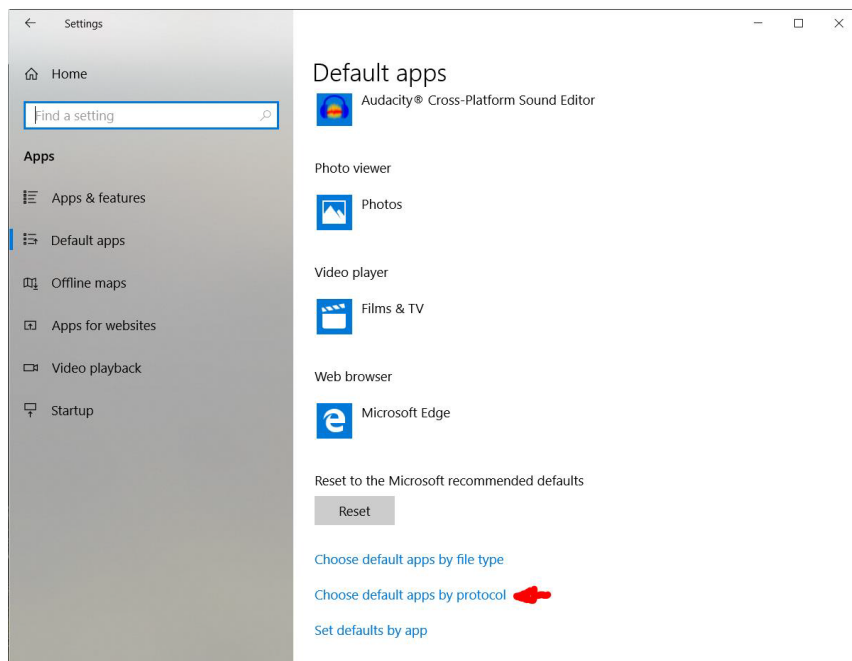 Settings
Home
Find a setting
Apps
Apps & features
Default apps
Offline maps
Apps for websites
Video playback
Startup
Default apps
Audacity® Cross-Platform Sound Editor
Photo viewer
Photos
Video player
Films & TV
Web browser
Microsoft Edge
Reset to the Microsoft recommended defaults
Reset
Choose default apps by file type
Choose default apps by protocol
Set defaults by app